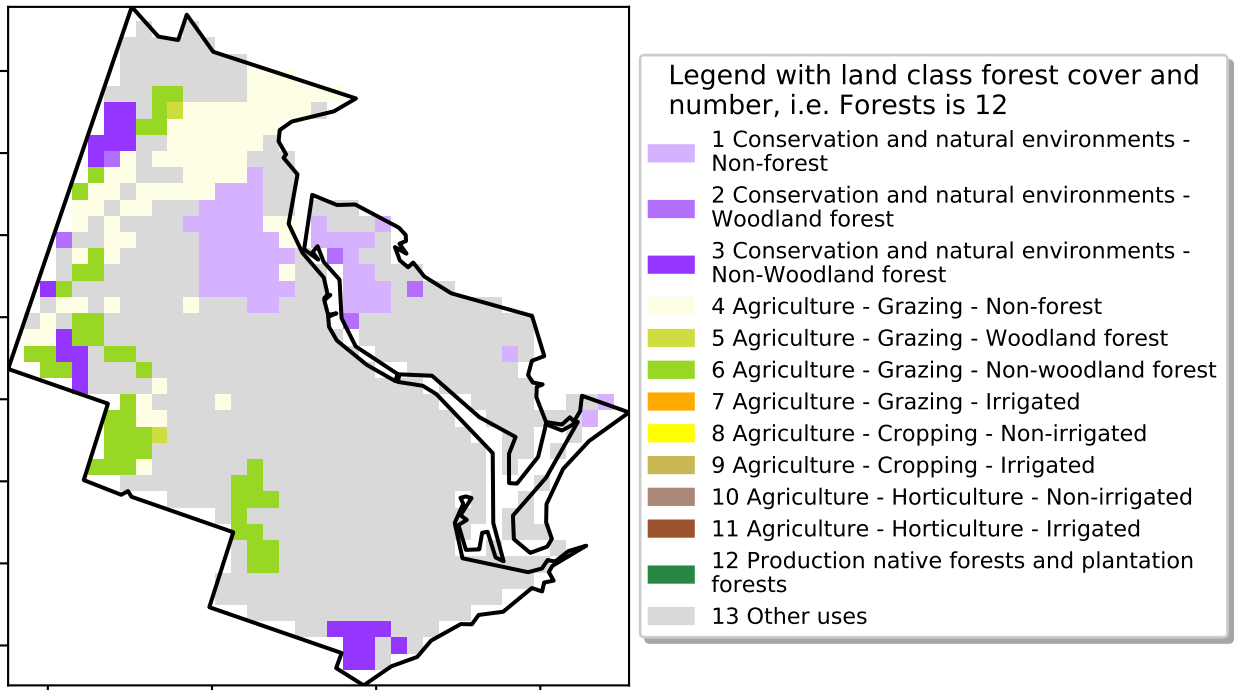 Legend with land class forest cover and
number, i.e. Forests is 12
1 Conservation and natural environments -
Non-forest
2 Conservation and natural environments -
Woodland forest
3 Conservation and natural environments -
Non-Woodland forest
4 Agriculture - Grazing - Non-forest
5 Agriculture - Grazing - Woodland forest
6 Agriculture - Grazing - Non-woodland forest
7 Agriculture - Grazing - Irrigated
8 Agriculture - Cropping - Non-irrigated
9 Agriculture - Cropping - Irrigated
10 Agriculture - Horticulture - Non-irrigated
11 Agriculture - Horticulture - Irrigated
12 Production native forests and plantation
forests
13 Other uses